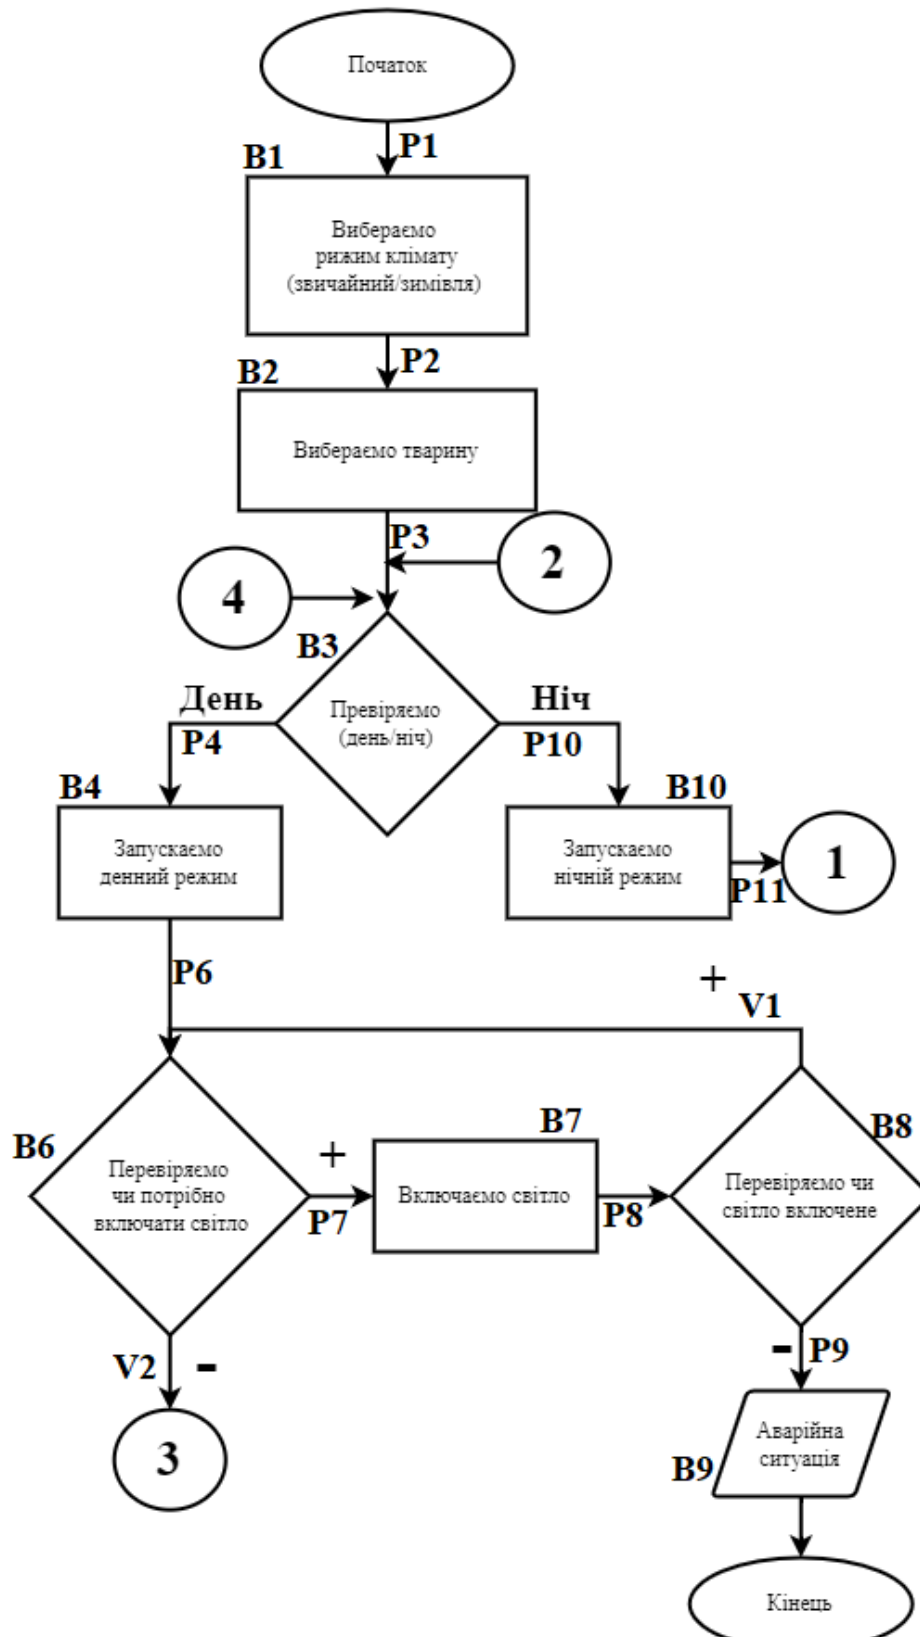 Початок
P1
B1
Вибераємо
рижим клімату
(звичайний/зимівля)
P2
B2
Вибераємо тварину
P3
2
4
B3
День
Ніч
Превіряємо
(день/ніч)
P4
P10
B4
B10
Запускаємо
денний режим
Запускаємо
нічній режим
1
P11
P6
+
V1
B6
B7
B8
+
Перевіряємо
чи потрібно
включати світло
Включаємо світло
Перевіряємо чи
світло включене
P7
P8
V2
-
-
P9
3
Аварійна
ситуація
B9
Кінець